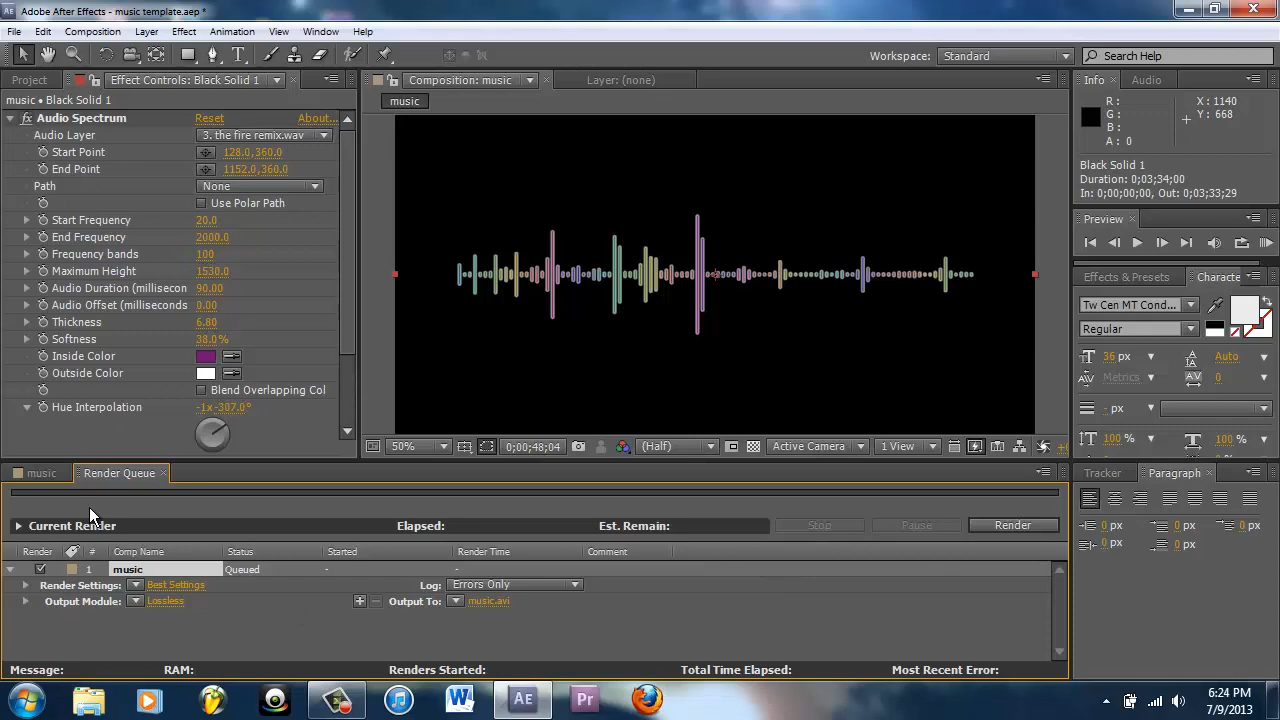 AE Adobe After Effects - music template.aep *
File Edit Composition Layer Effect Animation View Window Help
Workspace: Standard Search Help
Project Effect Controls: Black Solid 1 Composition: music Layer: (none) Info Audio
music • Black Solid 1 music
R: X: 1140
G: Y: 668
B:
A: 0
fx Audio Spectrum Reset About...
Audio Layer 3. the fire remix.wav
Start Point 128.0,360.0
End Point 1152.0,360.0
Path None
Use Polar Path
Start Frequency 20.0
End Frequency 2000.0
Frequency bands 100
Maximum Height 1530.0
Audio Duration (millisecon 90.00
Audio Offset (milliseconds 0.00
Thickness 6.80
Softness 38.0%
Inside Color
Outside Color
Blend Overlapping Col
Hue Interpolation -1x-307.0°
Black Solid 1
Duration: 0;03;34;00
In: 0;00;00;00, Out: 0;03;33;29
Preview
Effects & Presets Characte
Tw Cen MT Cond...
Regular
T 36 px Auto
Metrics AV 0
- px
T 100 % T 100 %
50% 0;00;48;04 (Half) Active Camera 1 View
music Render Queue Tracker Paragraph
Current Render Elapsed: Est. Remain: Stop Pause Render
Render # Comp Name Status Started Render Time Comment
1 music Queued - -
Render Settings: Best Settings Log: Errors Only
Output Module: Lossless Output To: music.avi
0 px 0 px 0 px
0 px 0 px
Message: RAM: Renders Started: Total Time Elapsed: Most Recent Error:
W AE Pr
6:24 PM
7/9/2013